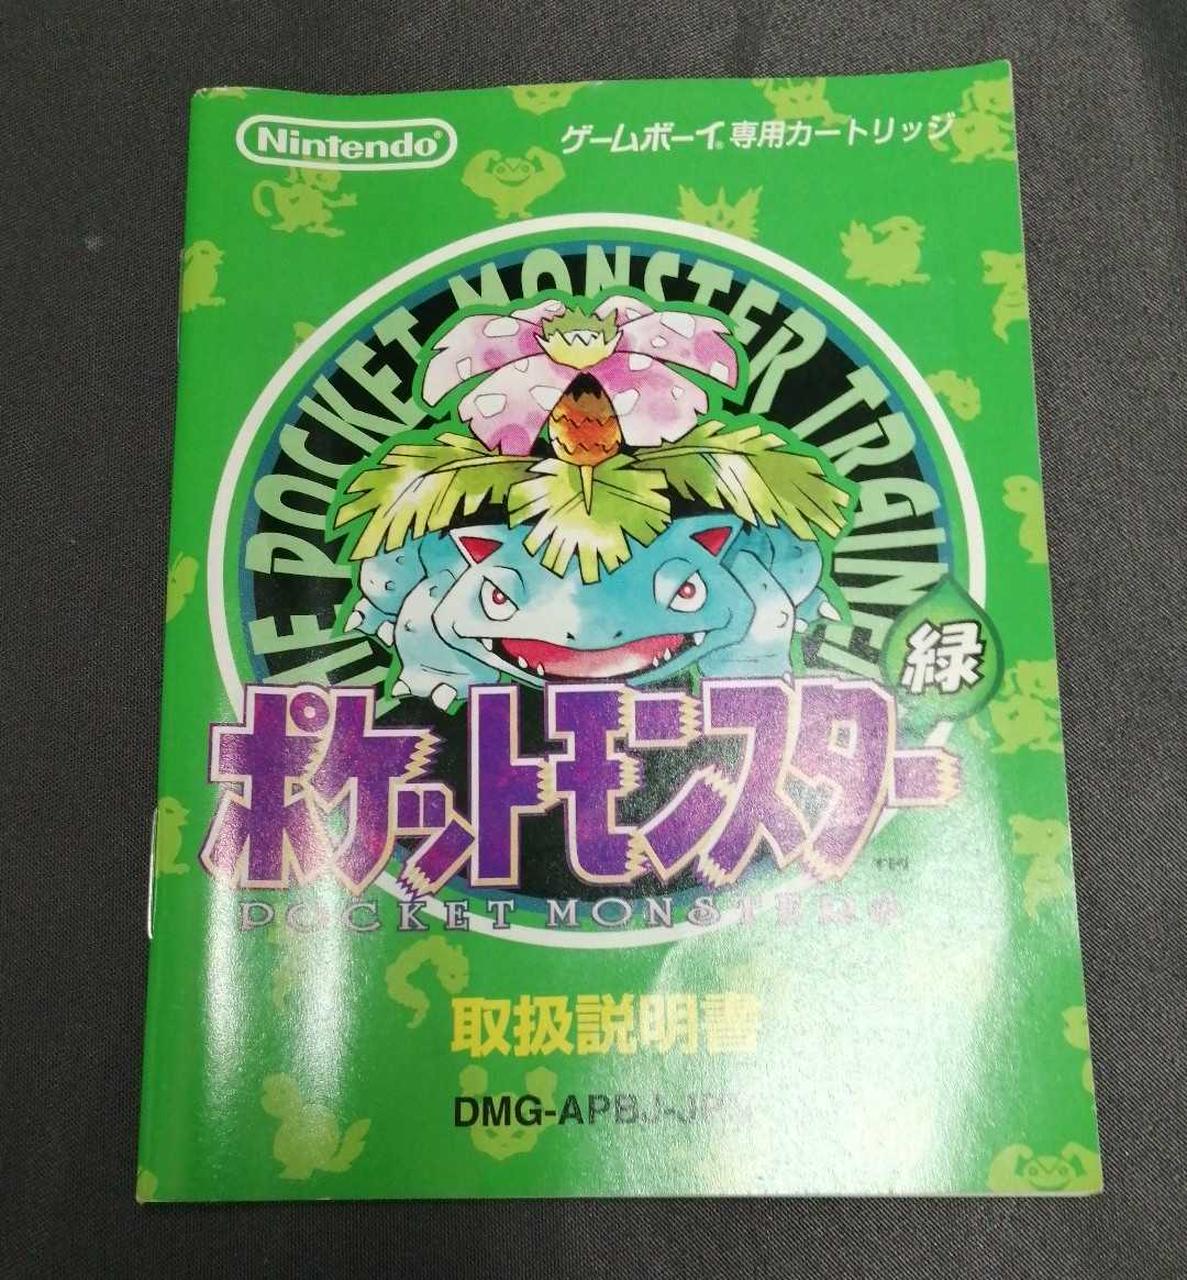 Nintendo®
ゲームボーイ®専用カートリッジ
POCKET MONSTER TRAINER
緑
ポケットモンスター
TM
POCKET MONSTERS
取扱説明書
DMG-APBJ-JPN